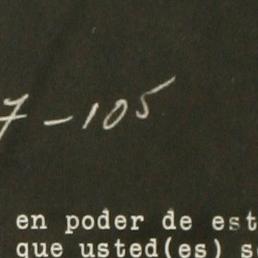 7-105
en poder de est
que usted(es) s